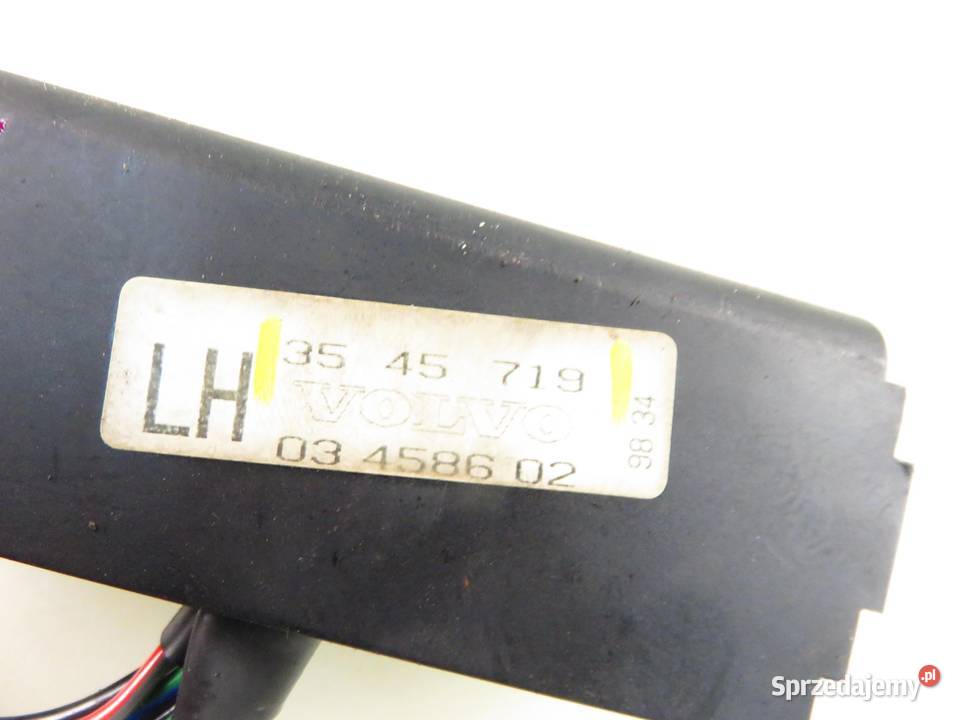 LH
35 45 719
VOLVO
03 4586 02
98 34
Sprzedajemy.pl